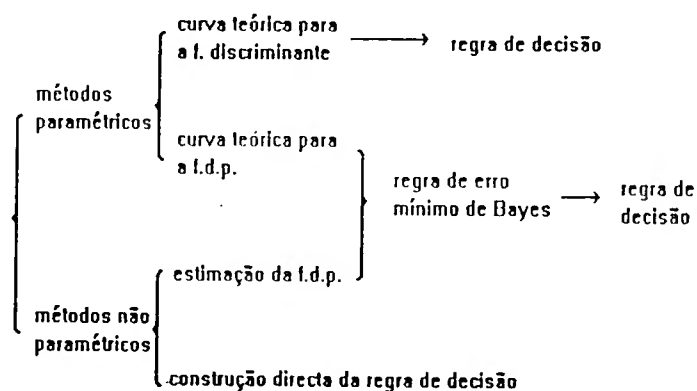 curva teórica para
a f. discriminante
regra de decisão
métodos
paramétricos
curva teórica para
a f.d.p.
regra de erro
mínimo de Bayes
regra de
decisão
estimação da f.d.p.
métodos não
paramétricos
construção directa da regra de decisão